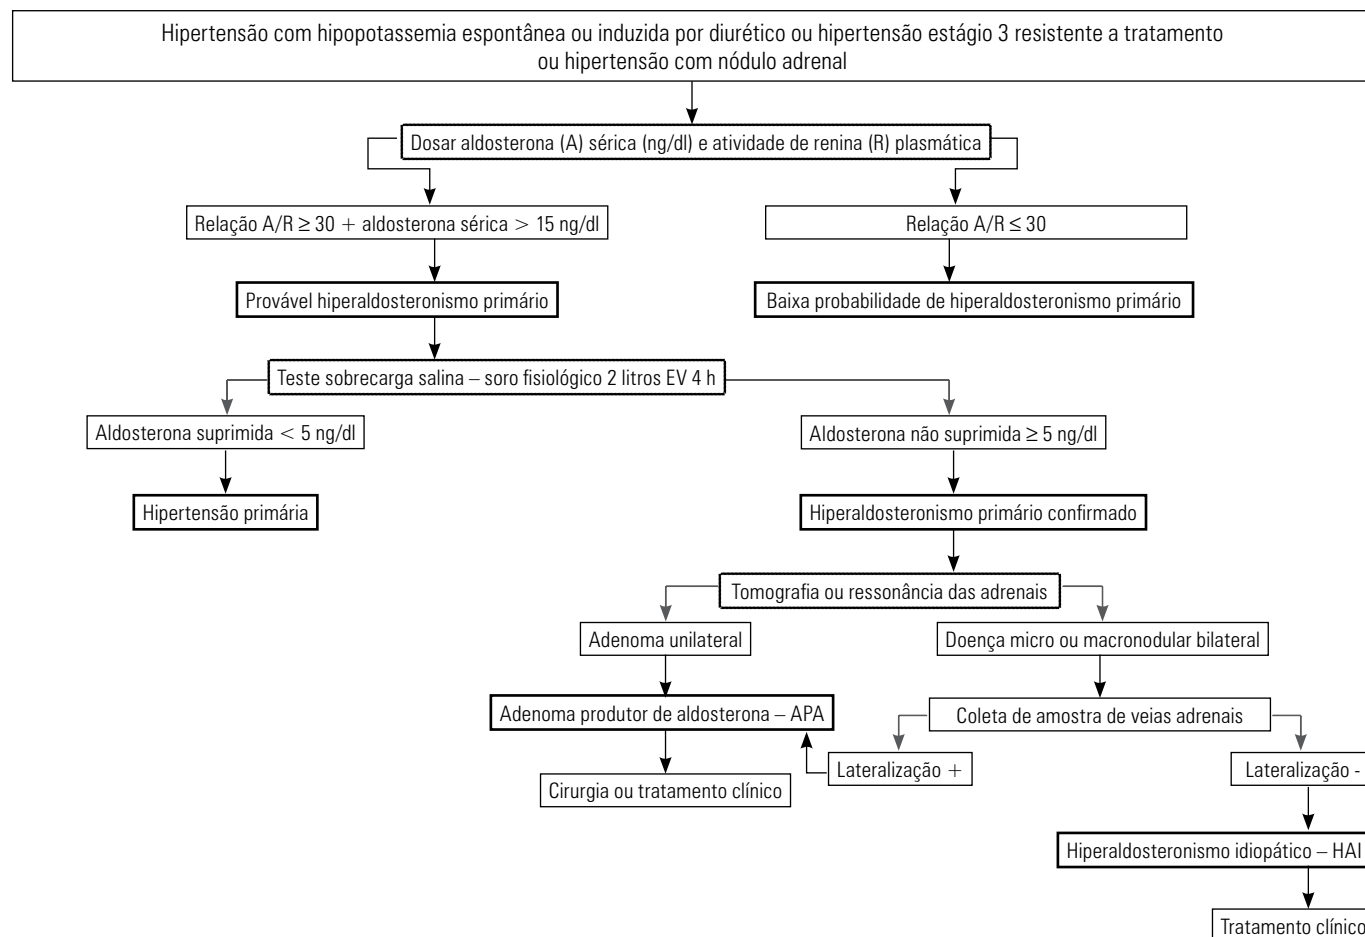 Hipertensão com hipopotassemia espontânea ou induzida por diurético ou hipertensão estágio 3 resistente a tratamento
ou hipertensão com nódulo adrenal
Dosar aldosterona (A) sérica (ng/dl) e atividade de renina (R) plasmática
Relação A/R ≥ 30 + aldosterona sérica > 15 ng/dl
Relação A/R ≤ 30
Provável hiperaldosteronismo primário
Baixa probabilidade de hiperaldosteronismo primário
Teste sobrecarga salina – soro fisiológico 2 litros EV 4 h
Aldosterona suprimida < 5 ng/dl
Aldosterona não suprimida ≥ 5 ng/dl
Hipertensão primária
Hiperaldosteronismo primário confirmado
Tomografia ou ressonância das adrenais
Adenoma unilateral
Doença micro ou macronodular bilateral
Adenoma produtor de aldosterona – APA
Coleta de amostra de veias adrenais
Lateralização +
Lateralização -
Cirurgia ou tratamento clínico
Hiperaldosteronismo idiopático – HAI
Tratamento clínico